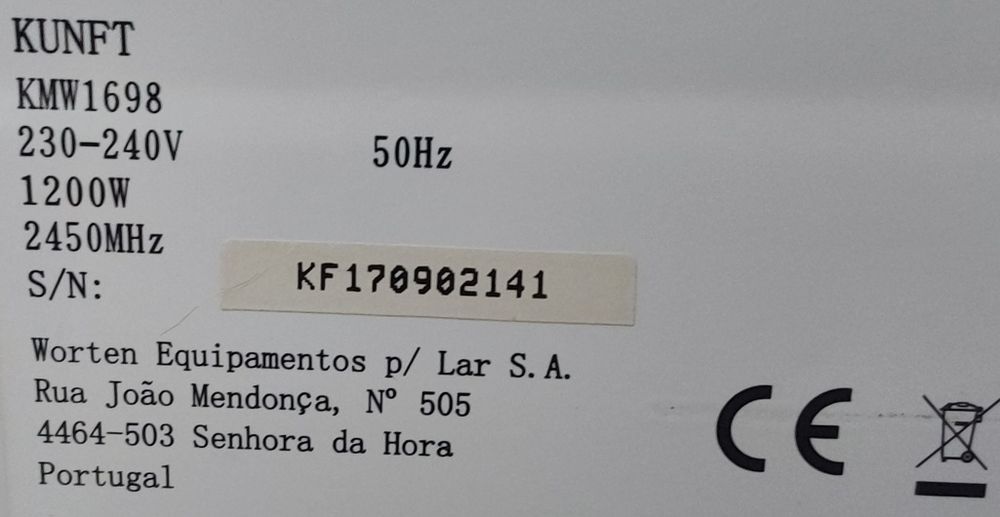 KUNFT
KMW1698
230-240V 50Hz
1200W
2450MHz
S/N: KF170902141
Worten Equipamentos p/ Lar S.A.
Rua João Mendonça, Nº 505
4464-503 Senhora da Hora
Portugal
CE